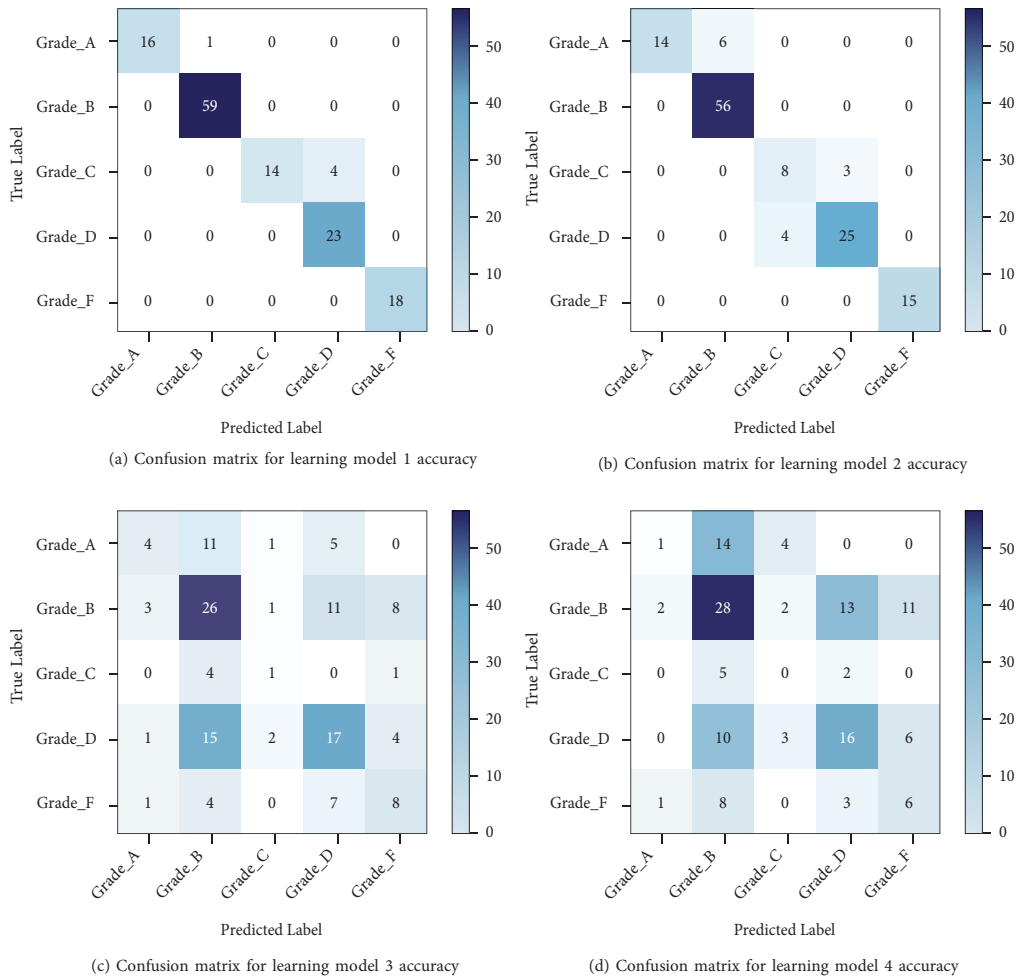 Grade_A 16 1 0 0 0
Grade_B 0 59 0 0 0
Grade_C 0 0 14 4 0
Grade_D 0 0 0 23 0
Grade_F 0 0 0 0 18
50
40
30
20
10
0
True Label
Grade_A Grade_B Grade_C Grade_D Grade_F
Predicted Label
(a) Confusion matrix for learning model 1 accuracy
Grade_A 14 6 0 0 0
Grade_B 0 56 0 0 0
Grade_C 0 0 8 3 0
Grade_D 0 0 4 25 0
Grade_F 0 0 0 0 15
50
40
30
20
10
0
True Label
Grade_A Grade_B Grade_C Grade_D Grade_F
Predicted Label
(b) Confusion matrix for learning model 2 accuracy
Grade_A 4 11 1 5 0
Grade_B 3 26 1 11 8
Grade_C 0 4 1 0 1
Grade_D 1 15 2 17 4
Grade_F 1 4 0 7 8
50
40
30
20
10
0
True Label
Grade_A Grade_B Grade_C Grade_D Grade_F
Predicted Label
(c) Confusion matrix for learning model 3 accuracy
Grade_A 1 14 4 0 0
Grade_B 2 28 2 13 11
Grade_C 0 5 0 2 0
Grade_D 0 10 3 16 6
Grade_F 1 8 0 3 6
50
40
30
20
10
0
True Label
Grade_A Grade_B Grade_C Grade_D Grade_F
Predicted Label
(d) Confusion matrix for learning model 4 accuracy